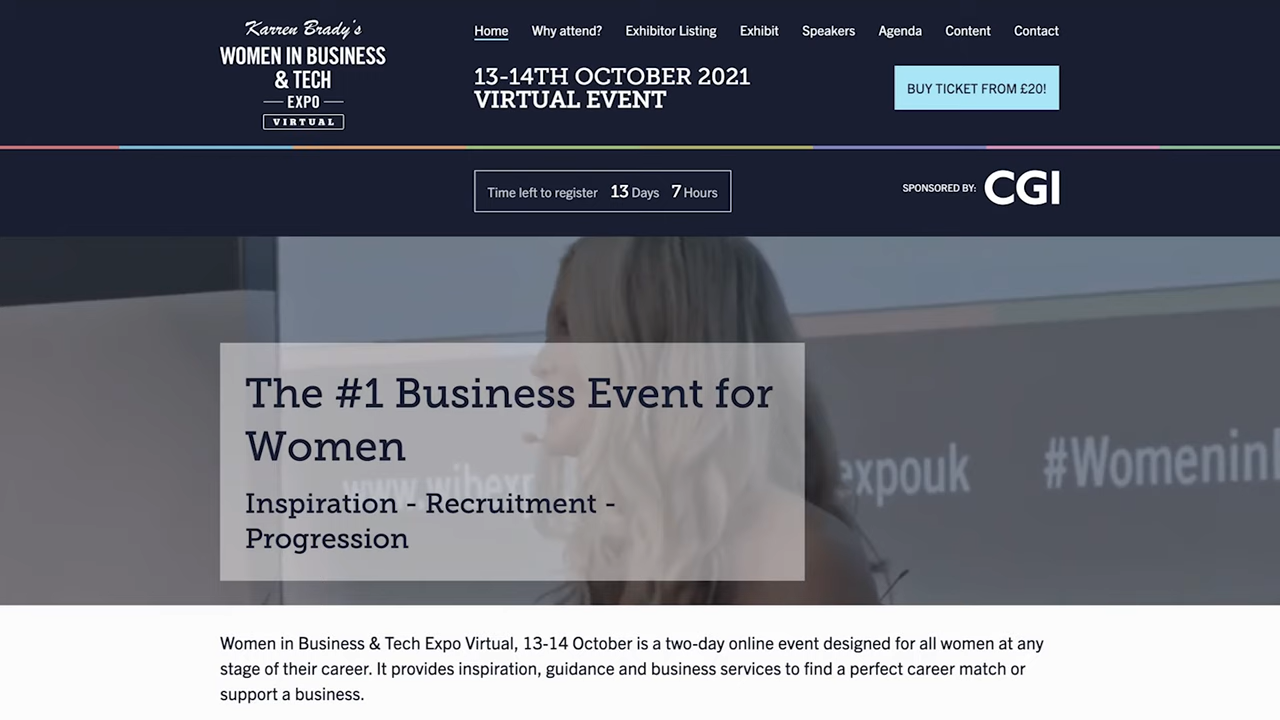 Karren Brady's
WOMEN IN BUSINESS
& TECH
EXPO
VIRTUAL
Home Why attend? Exhibitor Listing Exhibit Speakers Agenda Content Contact
13-14TH OCTOBER 2021
VIRTUAL EVENT
BUY TICKET FROM £20!
Time left to register 13 Days 7 Hours
SPONSORED BY: CGI
The #1 Business Event for
Women
Inspiration - Recruitment -
Progression
www.wibexp
expouk
#Womenin
Women in Business & Tech Expo Virtual, 13-14 October is a two-day online event designed for all women at any
stage of their career. It provides inspiration, guidance and business services to find a perfect career match or
support a business.